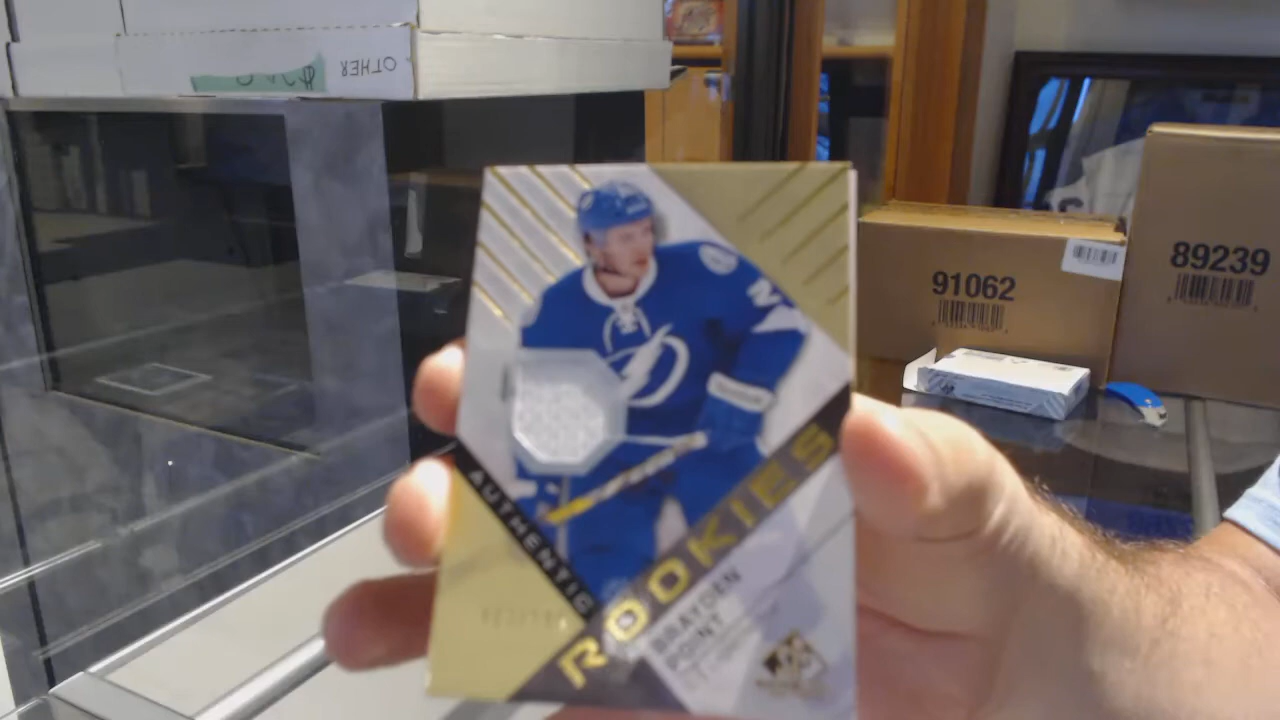 OTHER
91062
89239
AUTHENTIC
ROOKIES
BRAYDEN
POINT